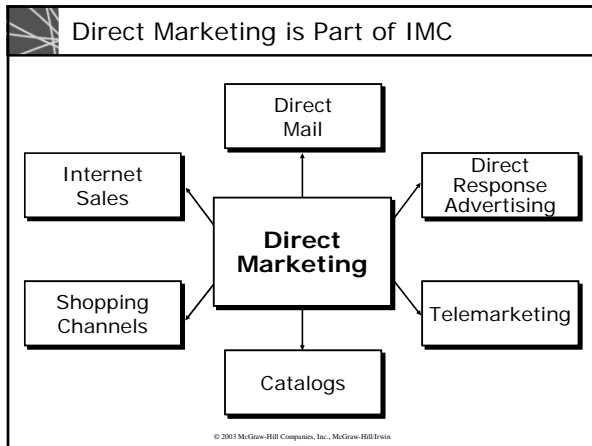 Direct Marketing is Part of IMC
Direct
Mail
Internet
Sales
Direct
Response
Advertising
Direct
Marketing
Shopping
Channels
Telemarketing
Catalogs
© 2003 McGraw-Hill Companies, Inc., McGraw-Hill/Irwin